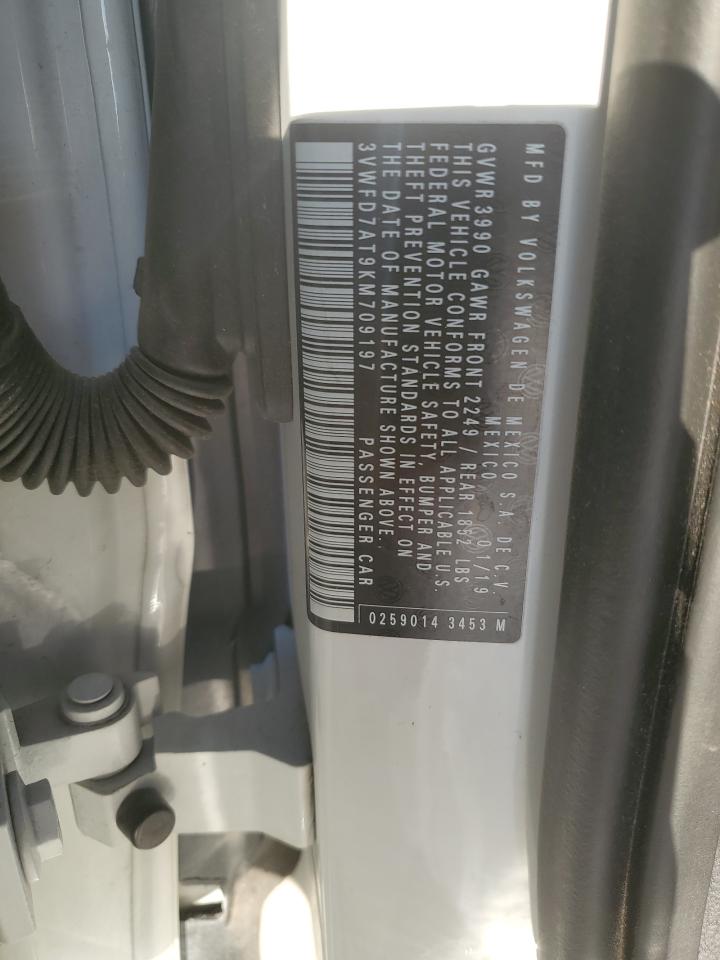 MFD BY VOLKSWAGEN DE MEXICO S.A. DE C.V.
MEXICO 01/19
GVWR 3990 GAWR FRONT 2249 / REAR 1852 LBS
THIS VEHICLE CONFORMS TO ALL APPLICABLE U.S.
FEDERAL MOTOR VEHICLE SAFETY, BUMPER AND
THEFT PREVENTION STANDARDS IN EFFECT ON
THE DATE OF MANUFACTURE SHOWN ABOVE.
3VWFD7AT9KM709197 PASSENGER CAR
0259014 3453 M